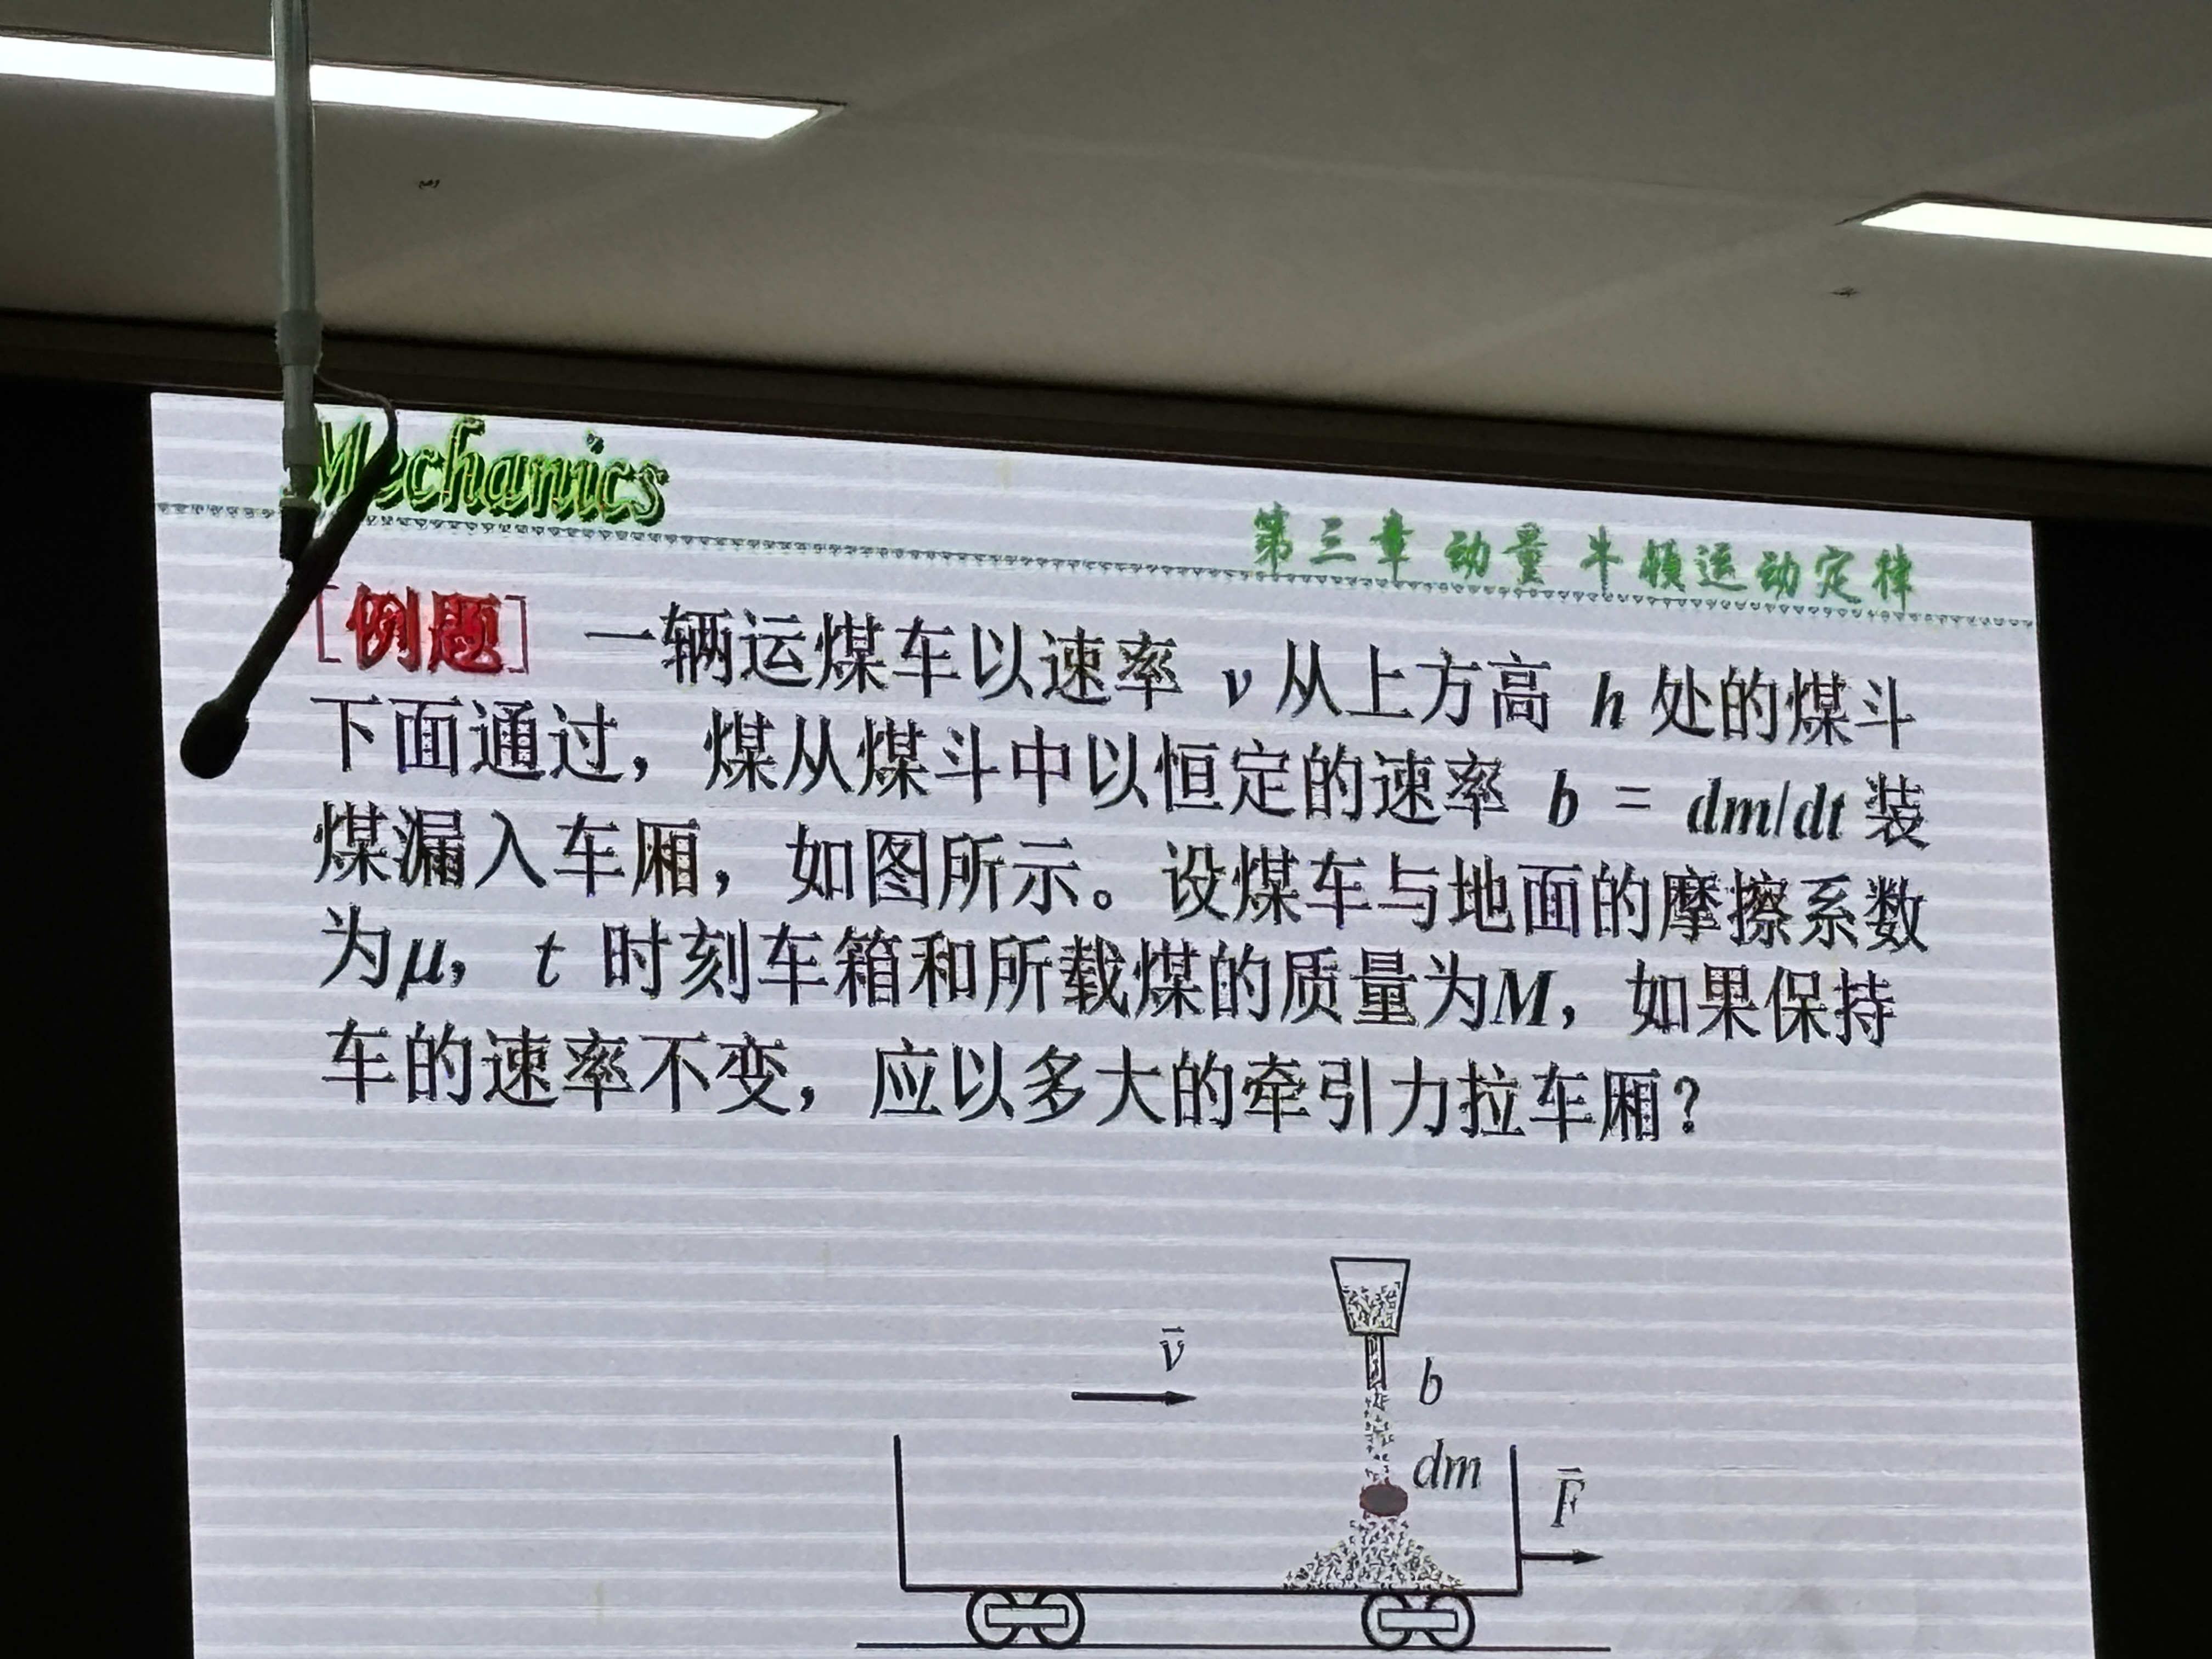 Mechanics
第三章 动量 牛顿运动定律
[例题] 一辆运煤车以速率 v 从上方高 h 处的煤斗
下面通过，煤从煤斗中以恒定的速率 b = dm/dt 装
煤漏入车厢，如图所示。设煤车与地面的摩擦系数
为μ，t 时刻车箱和所载煤的质量为M，如果保持
车的速率不变，应以多大的牵引力拉车厢？
v̄
b
dm
F̄